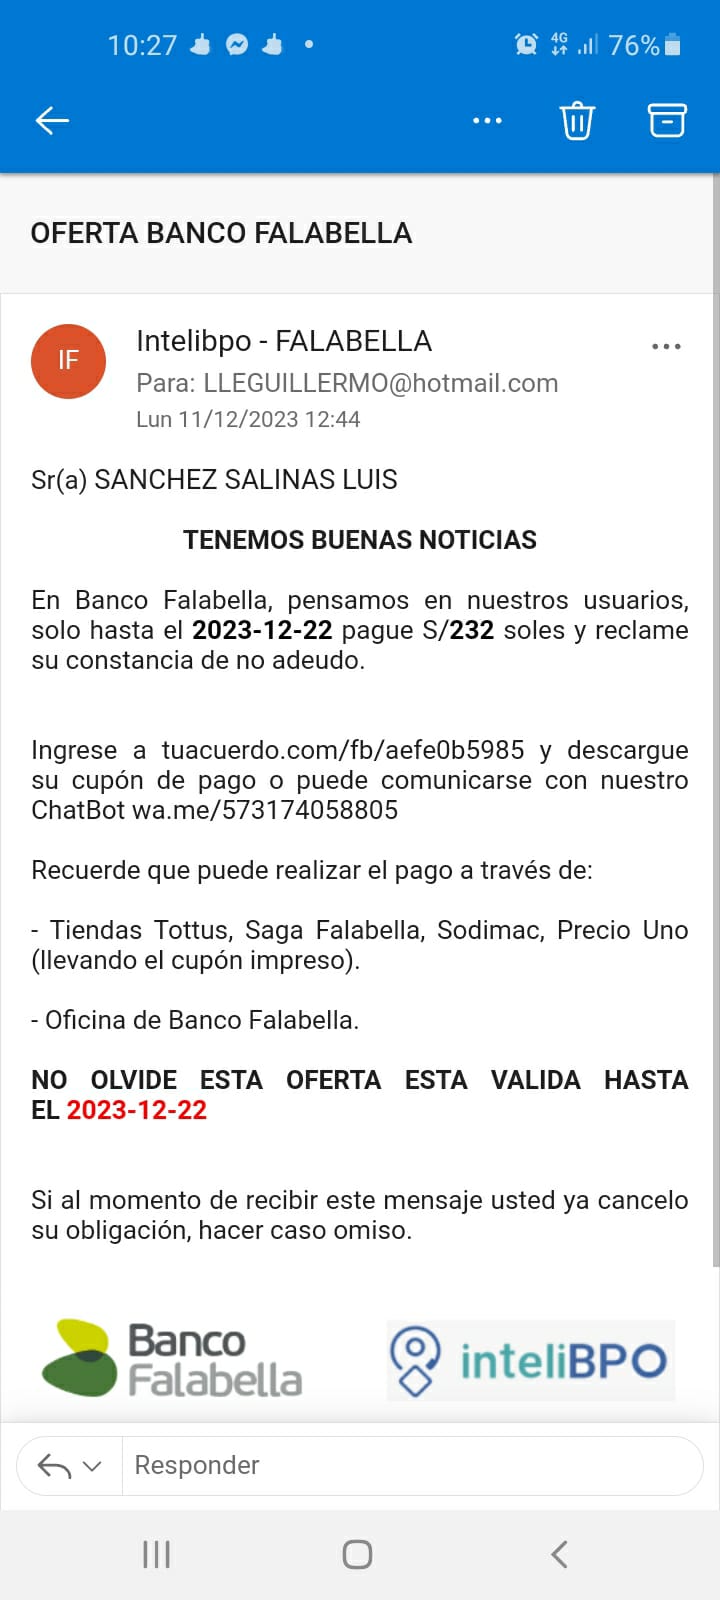 10:27
4G
76%
OFERTA BANCO FALABELLA
IF
Intelibpo - FALABELLA
Para: LLEGUILLERMO@hotmail.com
Lun 11/12/2023 12:44
Sr(a) SANCHEZ SALINAS LUIS
TENEMOS BUENAS NOTICIAS
En Banco Falabella, pensamos en nuestros usuarios,
solo hasta el 2023-12-22 pague S/232 soles y reclame
su constancia de no adeudo.
Ingrese a tuacuerdo.com/fb/aefe0b5985 y descargue
su cupón de pago o puede comunicarse con nuestro
ChatBot wa.me/573174058805
Recuerde que puede realizar el pago a través de:
- Tiendas Tottus, Saga Falabella, Sodimac, Precio Uno
(llevando el cupón impreso).
- Oficina de Banco Falabella.
NO OLVIDE ESTA OFERTA ESTA VALIDA HASTA
EL 2023-12-22
Si al momento de recibir este mensaje usted ya cancelo
su obligación, hacer caso omiso.
Banco
Falabella
inteliBPO
Responder